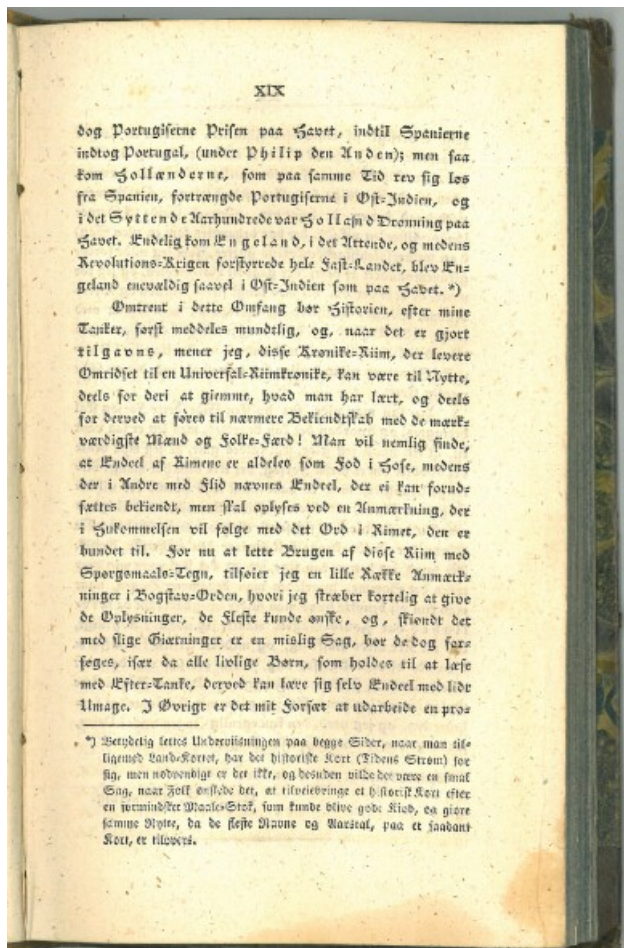 XIX
dog Portugiserne Prisen paa Havet, indtil Spanierne
indtog Portugal, (under Philip den Anden); men saa
kom Hollænderne, som paa samme Tid rev sig løs
fra Spanien, fortrængde Portugiserne i Ost-Indien, og
i det Syttende Aarhundrede var Holland Dronning paa
Havet. Endelig kom Engeland, i det Attende, og medens
Revolutions-Krigen forstyrrede hele Fast-Landet, blev En-
geland enevældig saavel i Ost-Indien som paa Havet. *)
Omtrent i dette Omfang bør Historien, efter mine
Tanker, først meddeles mundtlig, og, naar det er gjort
tilgavns, mener jeg, disse Krønike-Riim, der levere
Omridset til en Universal-Riimkrønike, kan være til Nytte,
deels for deri at giemme, hvad man har lært, og deels
for derved at føres til nærmere Bekiendtskab med de mærk-
værdigste Mænd og Folke-Færd! Man vil nemlig finde,
at Endeel af Rimene er aldeles som Fod i Hose, medens
der i Andre med Flid nævnes Endeel, der ei kan forud-
sættes bekiendt, men skal oplyses ved en Anmærkning, der
i Hukommelsen vil følge med det Ord i Rimet, den er
bundet til. For nu at lette Brugen af disse Riim med
Spørgsmaals-Tegn, tilføier jeg en lille Række Anmærk-
ninger i Bogstav-Orden, hvori jeg stræber kortelig at give
de Oplysninger, de Fleste kunde ønske, og, skiøndt det
med slige Giærninger er en mislig Sag, bør de dog for-
søges, især da alle livlige Børn, som holdes til at læse
med Efter-Tanke, derved kan lære sig selv Endeel med lidt
Umage. I Øvrigt er det mit Forsæt at udarbeide en pro-
*) Betydelig lettes Underviisningen paa begge Sider, naar man til-
ligemed Land-Kortet, har det historiske Kort (Tidens Strøm) for
sig, men nødvendigt er det ikke, og desuden vilde det være en smal
Sag, naar Folk ønskede det, at tilveiebringe et historisk Kort efter
en formindsket Maale-Stok, som kunde blive godt Kiøb, og giøre
samme Nytte, da de fleste Navne og Aarstal, paa et saadant
Kort, er tilovers.